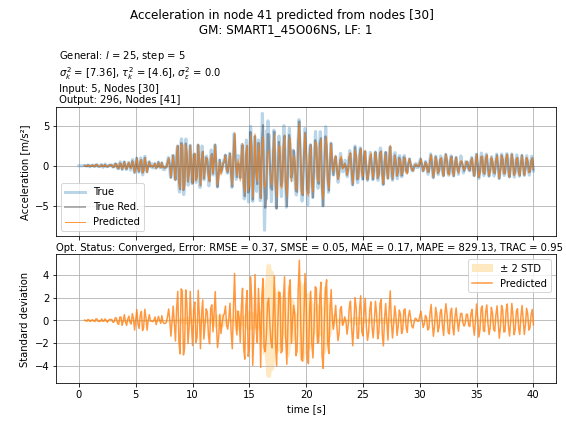 Acceleration in node 41 predicted from nodes [30]
GM: SMART1_45O06NS, LF: 1
General: l = 25, step = 5
σ²ₖ = [7.36], τ²ₖ = [4.6], σ²ε = 0.0
Input: 5, Nodes [30]
Output: 296, Nodes [41]
Acceleration [m/s²]
5
0
−5
True
True Red.
Predicted
Opt. Status: Converged, Error: RMSE = 0.37, SMSE = 0.05, MAE = 0.17, MAPE = 829.13, TRAC = 0.95
Standard deviation
4
2
0
−2
−4
± 2 STD
Predicted
0 5 10 15 20 25 30 35 40
time [s]